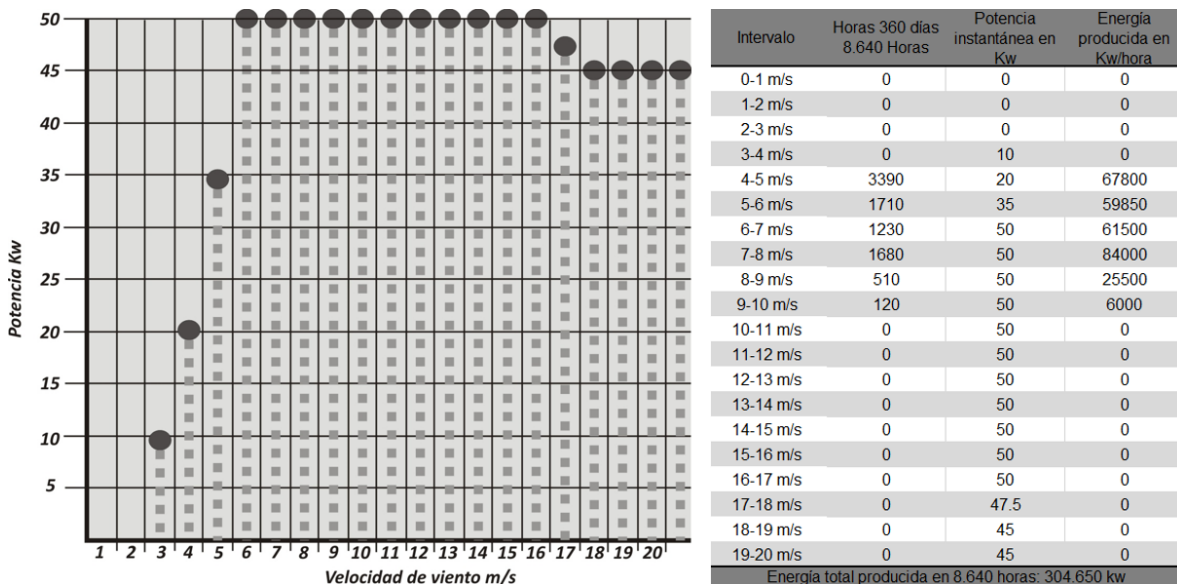 50
45
40
35
30
25
20
15
10
5
Potencia Kw
1 2 3 4 5 6 7 8 9 10 11 12 13 14 15 16 17 18 19 20
Velocidad de viento m/s
Intervalo Horas 360 días 8.640 Horas Potencia instantánea en Kw Energía producida en Kw/hora
0-1 m/s 0 0 0
1-2 m/s 0 0 0
2-3 m/s 0 0 0
3-4 m/s 0 10 0
4-5 m/s 3390 20 67800
5-6 m/s 1710 35 59850
6-7 m/s 1230 50 61500
7-8 m/s 1680 50 84000
8-9 m/s 510 50 25500
9-10 m/s 120 50 6000
10-11 m/s 0 50 0
11-12 m/s 0 50 0
12-13 m/s 0 50 0
13-14 m/s 0 50 0
14-15 m/s 0 50 0
15-16 m/s 0 50 0
16-17 m/s 0 50 0
17-18 m/s 0 47.5 0
18-19 m/s 0 45 0
19-20 m/s 0 45 0
Energía total producida en 8.640 horas: 304.650 kw